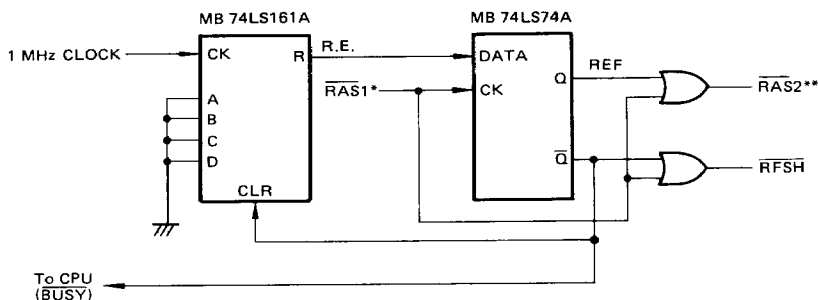 MB 74LS161A
MB 74LS74A
1 MHz CLOCK
CK
R
R.E.
DATA
Q
REF
RAS2**
RAS1*
CK
A
B
C
D
Q
RFSH
CLR
To CPU
(BUSY)